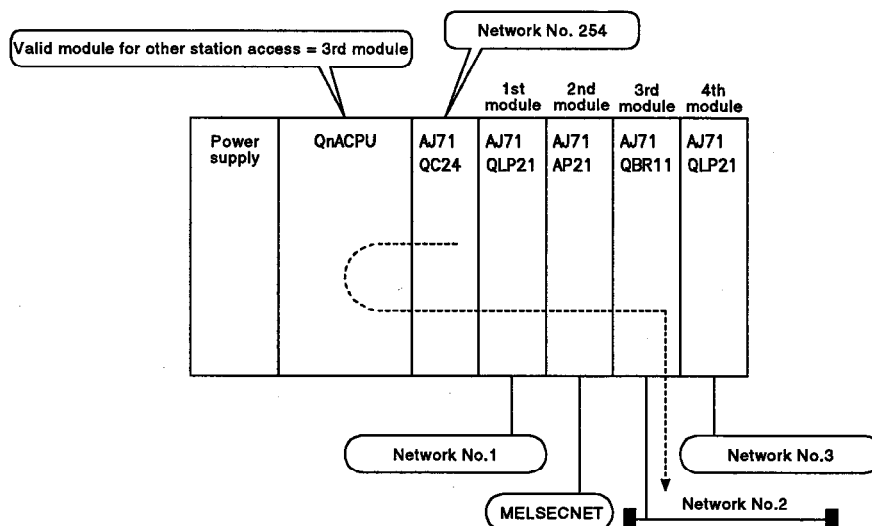 Valid module for other station access = 3rd module
Network No. 254
1st
module
2nd
module
3rd
module
4th
module
Power
supply
QnACPU
AJ71
QC24
AJ71
QLP21
AJ71
AP21
AJ71
QBR11
AJ71
QLP21
Network No.1
Network No.3
MELSECNET
Network No.2